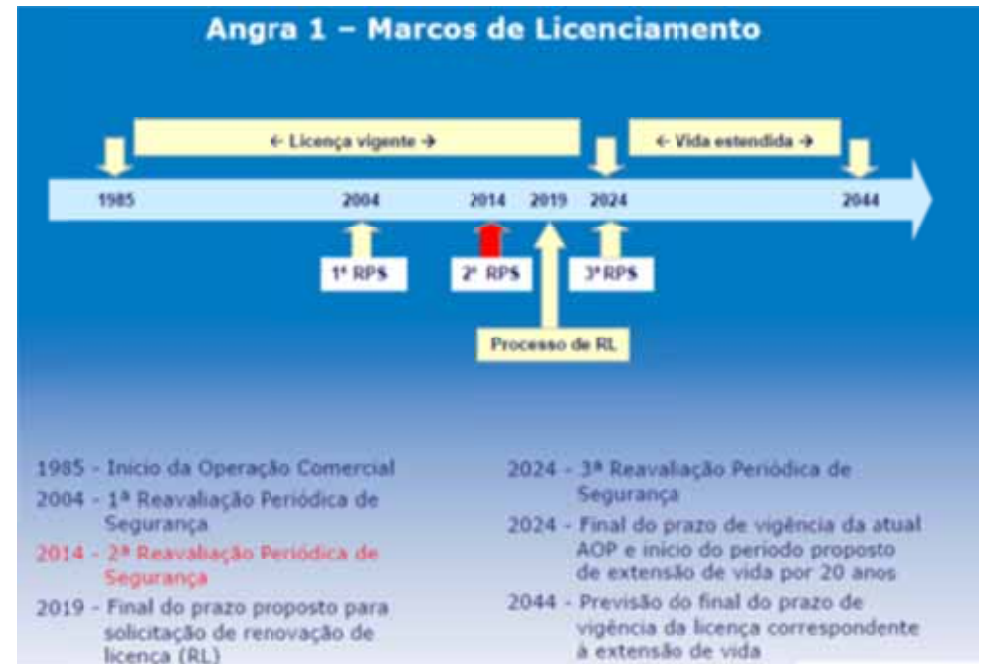 Angra 1 – Marcos de Licenciamento
← Licença vigente →
← Vida estendida →
1985 2004 2014 2019 2024 2044
1ª RPS 2ª RPS 3ª RPS
Processo de RL
1985 - Início da Operação Comercial
2004 - 1ª Reavaliação Periódica de
Segurança
2014 - 2ª Reavaliação Periódica de
Segurança
2019 - Final do prazo proposto para
solicitação de renovação de
licença (RL)
2024 - 3ª Reavaliação Periódica de
Segurança
2024 - Final do prazo de vigência da atual
AOP e início do período proposto
de extensão de vida por 20 anos
2044 - Previsão do final do prazo de
vigência da licença correspondente
à extensão de vida